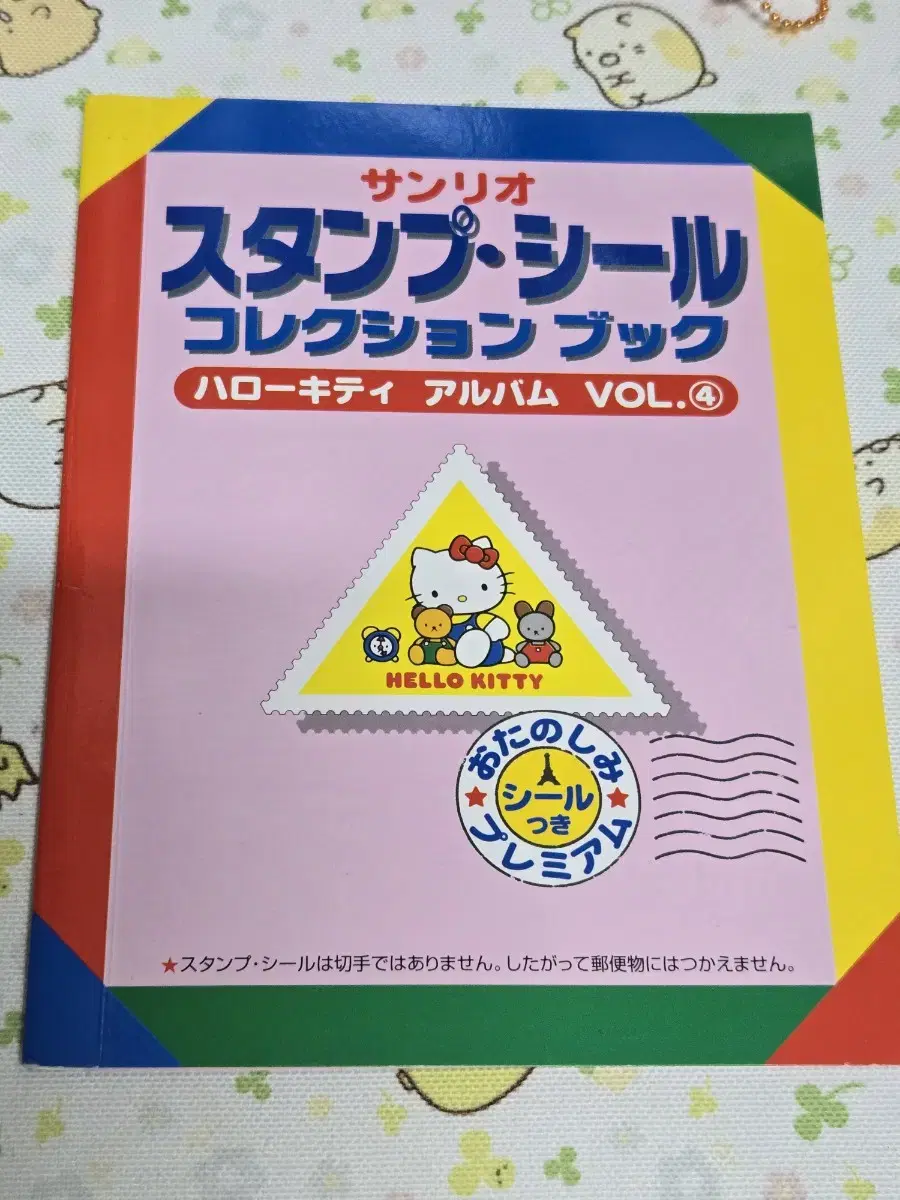 サンリオ
スタンプ・シール
コレクション ブック
ハローキティ アルバム VOL.④
HELLO KITTY
おたのしみ
シール
つき
プレミアム
★スタンプ・シールは切手ではありません。したがって郵便物にはつかえません。